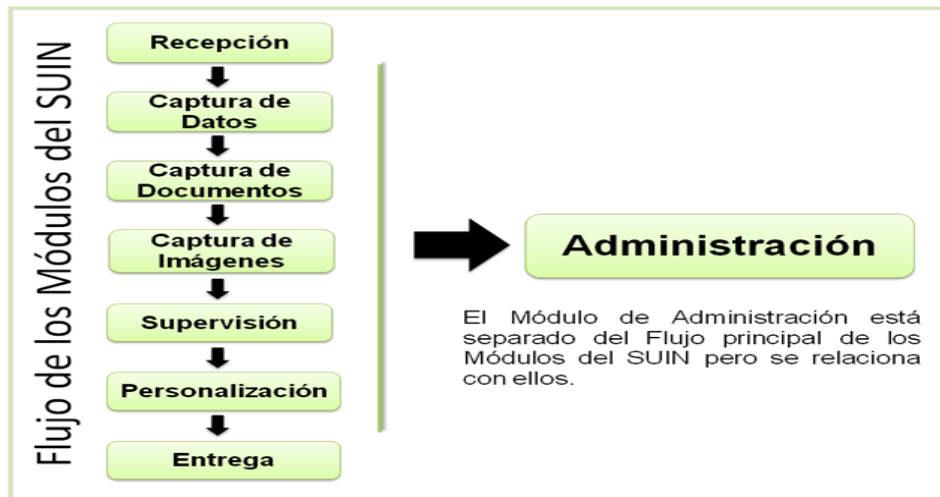 Flujo de los Módulos del SUIN
Recepción
Captura de
Datos
Captura de
Documentos
Captura de
Imágenes
Supervisión
Personalización
Entrega
Administración
El Módulo de Administración está
separado del Flujo principal de los
Módulos del SUIN pero se relaciona
con ellos.